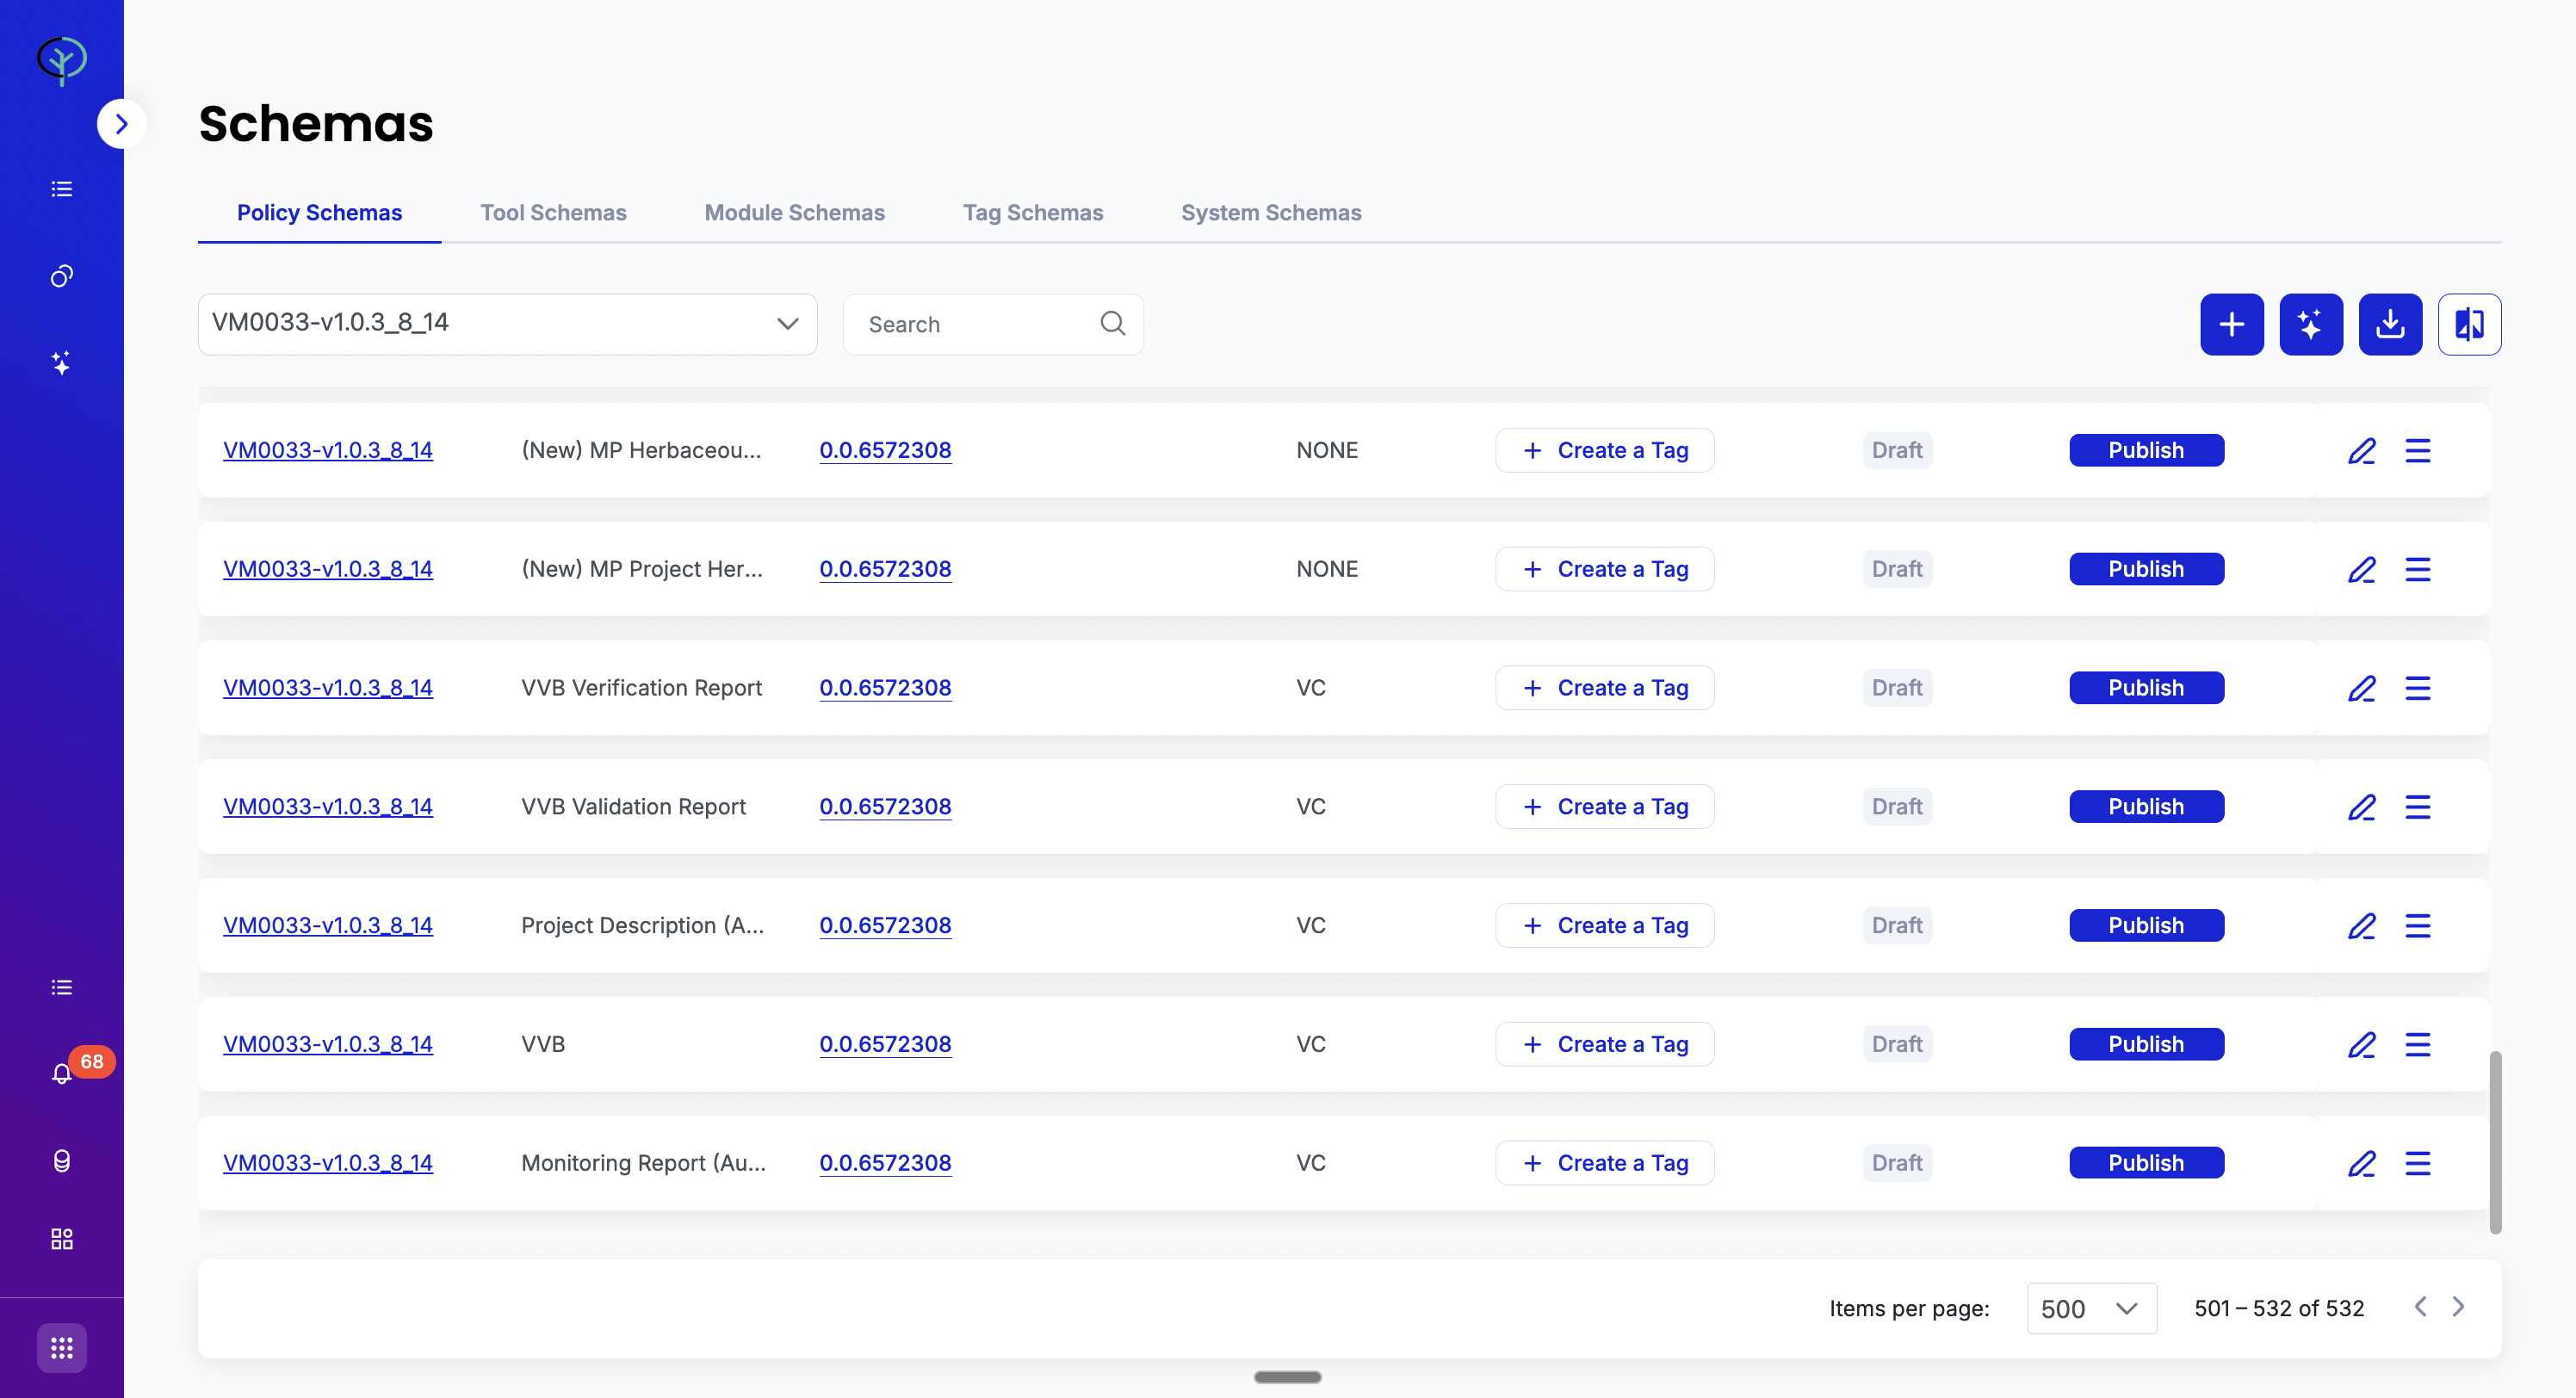 Schemas
Policy Schemas Tool Schemas Module Schemas Tag Schemas System Schemas
VM0033-v1.0.3_8_14 Search
VM0033-v1.0.3_8_14 (New) MP Herbaceou... 0.0.6572308 NONE + Create a Tag Draft Publish
VM0033-v1.0.3_8_14 (New) MP Project Her... 0.0.6572308 NONE + Create a Tag Draft Publish
VM0033-v1.0.3_8_14 VVB Verification Report 0.0.6572308 VC + Create a Tag Draft Publish
VM0033-v1.0.3_8_14 VVB Validation Report 0.0.6572308 VC + Create a Tag Draft Publish
VM0033-v1.0.3_8_14 Project Description (A... 0.0.6572308 VC + Create a Tag Draft Publish
VM0033-v1.0.3_8_14 VVB 0.0.6572308 VC + Create a Tag Draft Publish
68
VM0033-v1.0.3_8_14 Monitoring Report (Au... 0.0.6572308 VC + Create a Tag Draft Publish
Items per page: 500 501 – 532 of 532